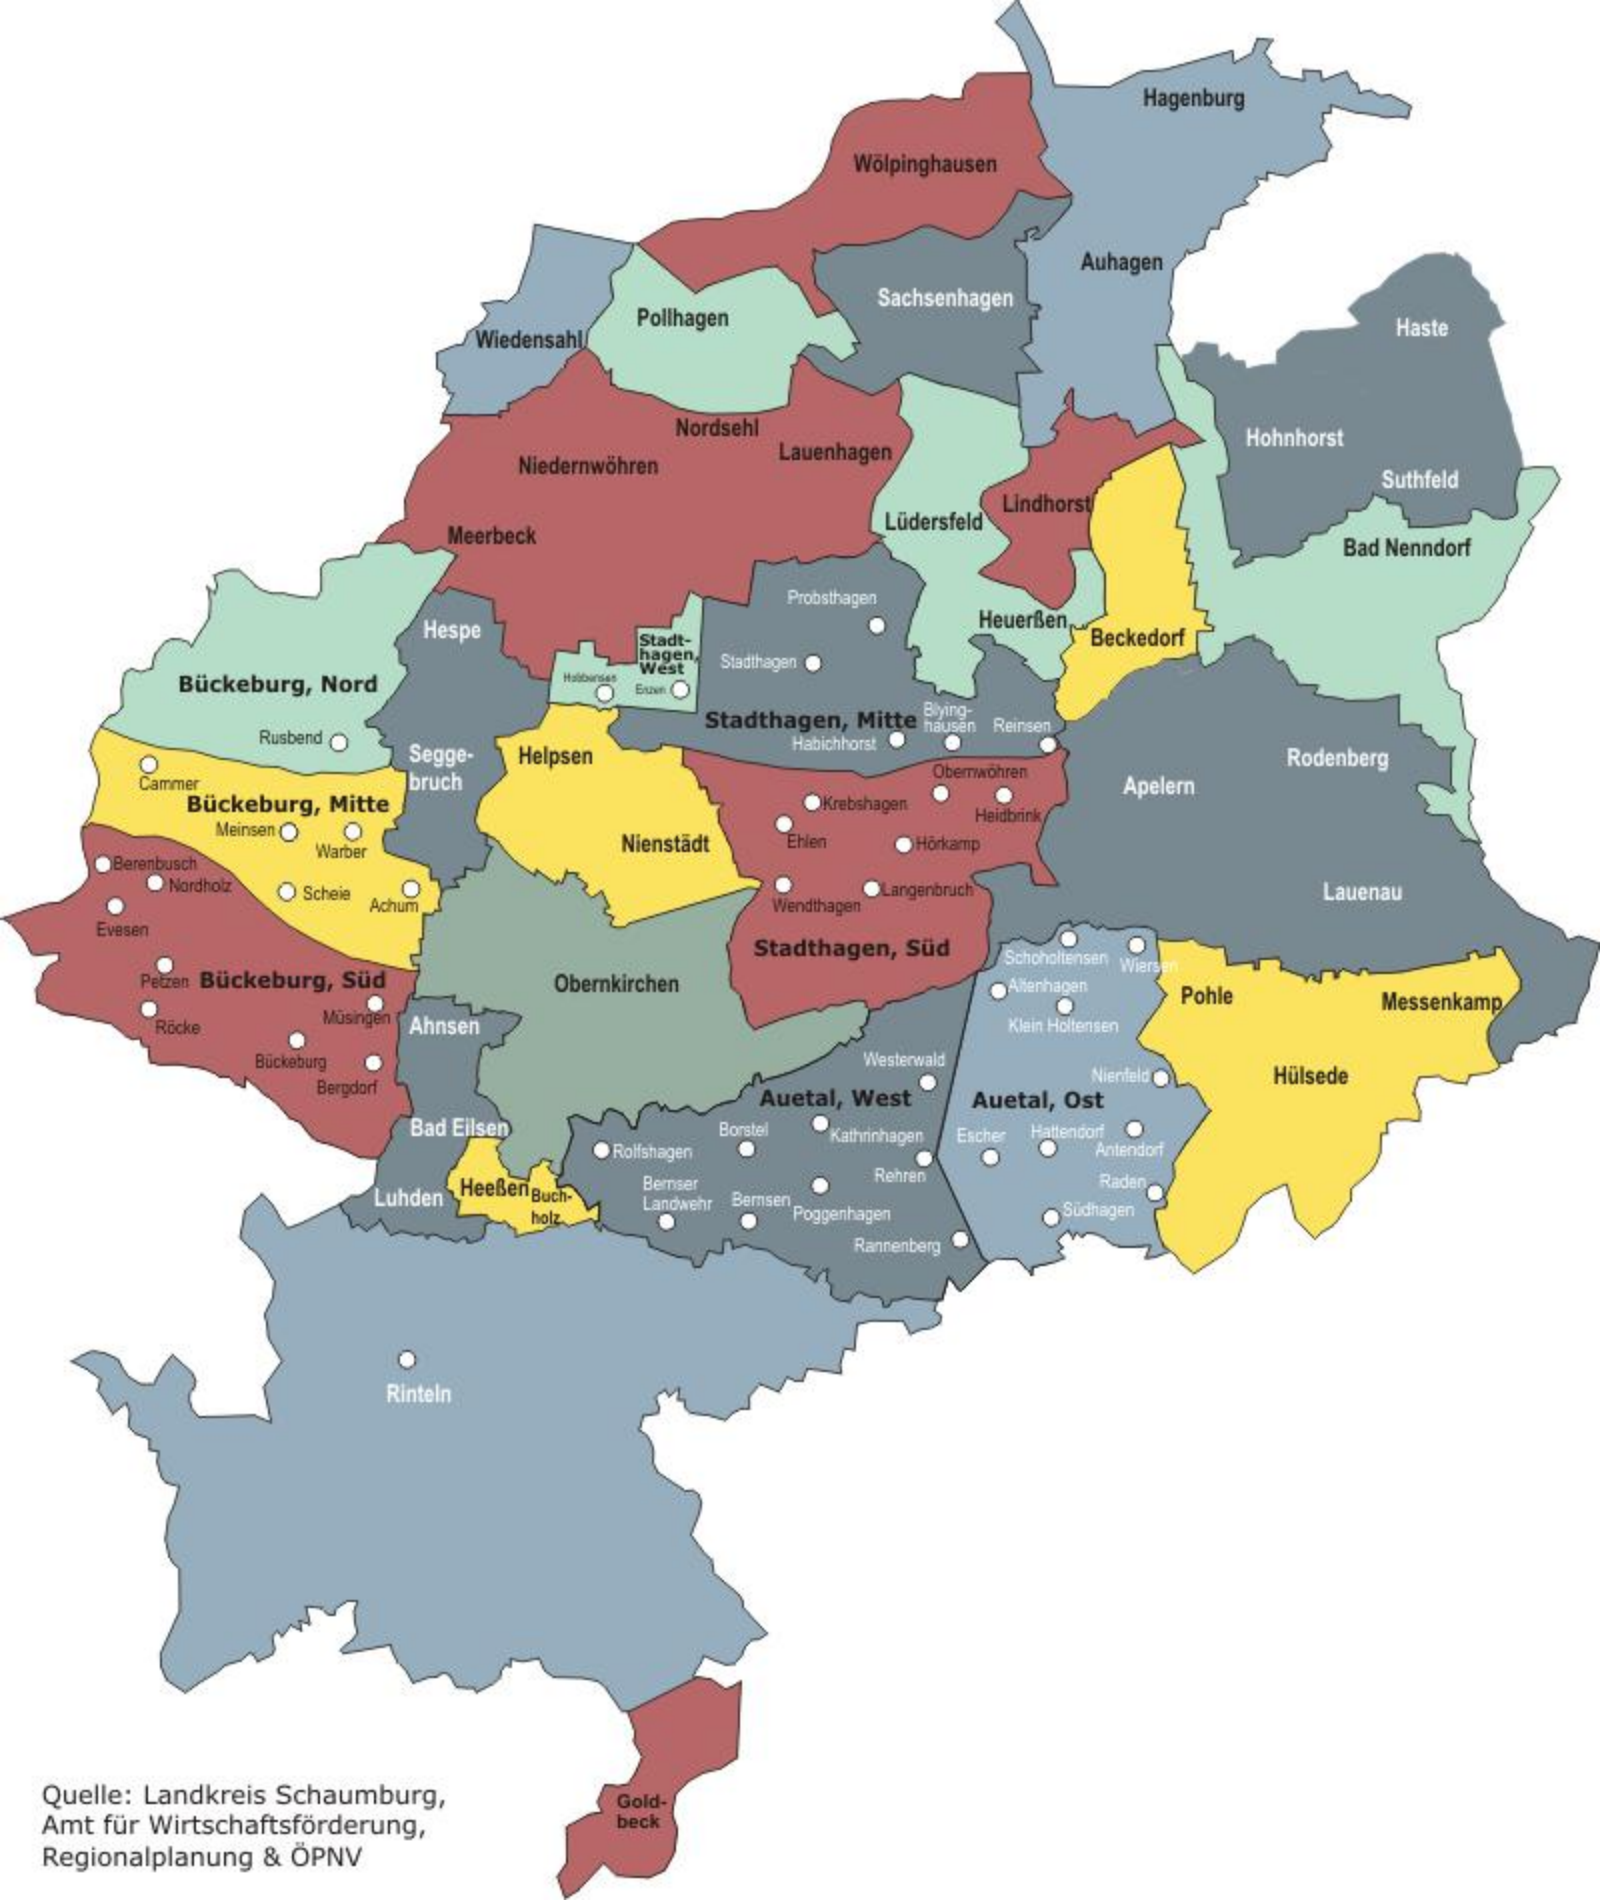 Hagenburg
Wölpinghausen
Auhagen
Sachsenhagen
Pollhagen
Wiedensahl
Haste
Nordsehl
Lauenhagen
Niedernwöhren
Hohnhorst
Suthfeld
Lindhorst
Lüdersfeld
Meerbeck
Bad Nenndorf
Probsthagen
Heuerßen
Hespe
Stadt-
hagen,
West
Beckedorf
Stadthagen
Hobbensen
Enzen
Bückeburg, Nord
Rusbend
Stadthagen, Mitte
Blying-
hausen
Reinsen
Habichhorst
Helpsen
Segge-
bruch
Rodenberg
Apelern
Cammer
Bückeburg, Mitte
Meinsen
Warber
Obernwöhren
Krebshagen
Heidbrink
Ehlen
Hörkamp
Nienstädt
Berenbusch
Nordholz
Scheie
Achum
Evesen
Wendthagen
Langenbruch
Lauenau
Stadthagen, Süd
Schoholtensen
Wiersen
Petzen
Bückeburg, Süd
Obernkirchen
Altenhagen
Pohle
Messenkamp
Müsingen
Röcke
Ahnsen
Klein Holtensen
Bückeburg
Bergdorf
Westerwald
Nienfeld
Hülsede
Auetal, West
Auetal, Ost
Bad Eilsen
Borstel
Kathrinhagen
Escher
Hattendorf
Antendorf
Rolfshagen
Rehren
Raden
Luhden
Heeßen
Buch-
holz
Bernser
Landwehr
Bernsen
Poggenhagen
Südhagen
Rannenberg
Rinteln
Gold-
beck
Quelle: Landkreis Schaumburg,
Amt für Wirtschaftsförderung,
Regionalplanung & ÖPNV